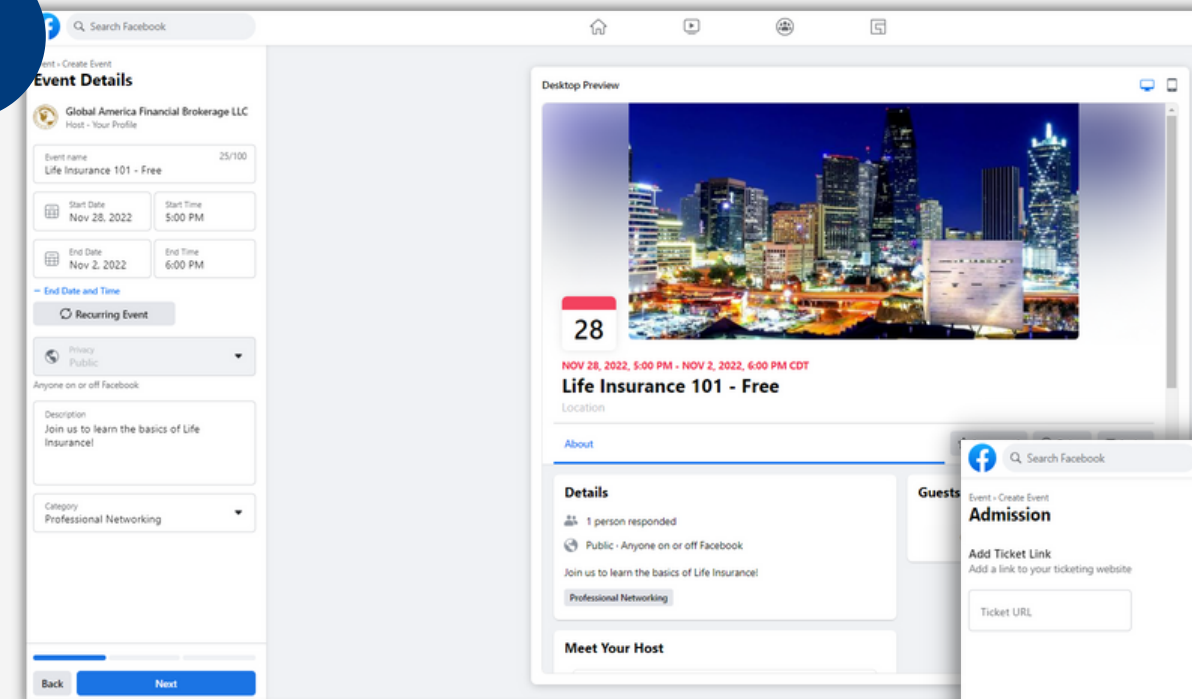 Search Facebook
Event › Create Event
Event Details
Global America Financial Brokerage LLC
Host - Your Profile
Event name 25/100
Life Insurance 101 - Free
Start Date
Nov 28, 2022
Start Time
5:00 PM
End Date
Nov 2, 2022
End Time
6:00 PM
− End Date and Time
Recurring Event
Privacy
Public
Anyone on or off Facebook
Description
Join us to learn the basics of Life
Insurance!
Category
Professional Networking
Back
Next
Desktop Preview
28
NOV 28, 2022, 5:00 PM - NOV 2, 2022, 6:00 PM CDT
Life Insurance 101 - Free
Location
About
Details
1 person responded
Public · Anyone on or off Facebook
Join us to learn the basics of Life Insurance!
Professional Networking
Meet Your Host
Guests
Search Facebook
Event › Create Event
Admission
Add Ticket Link
Add a link to your ticketing website
Ticket URL